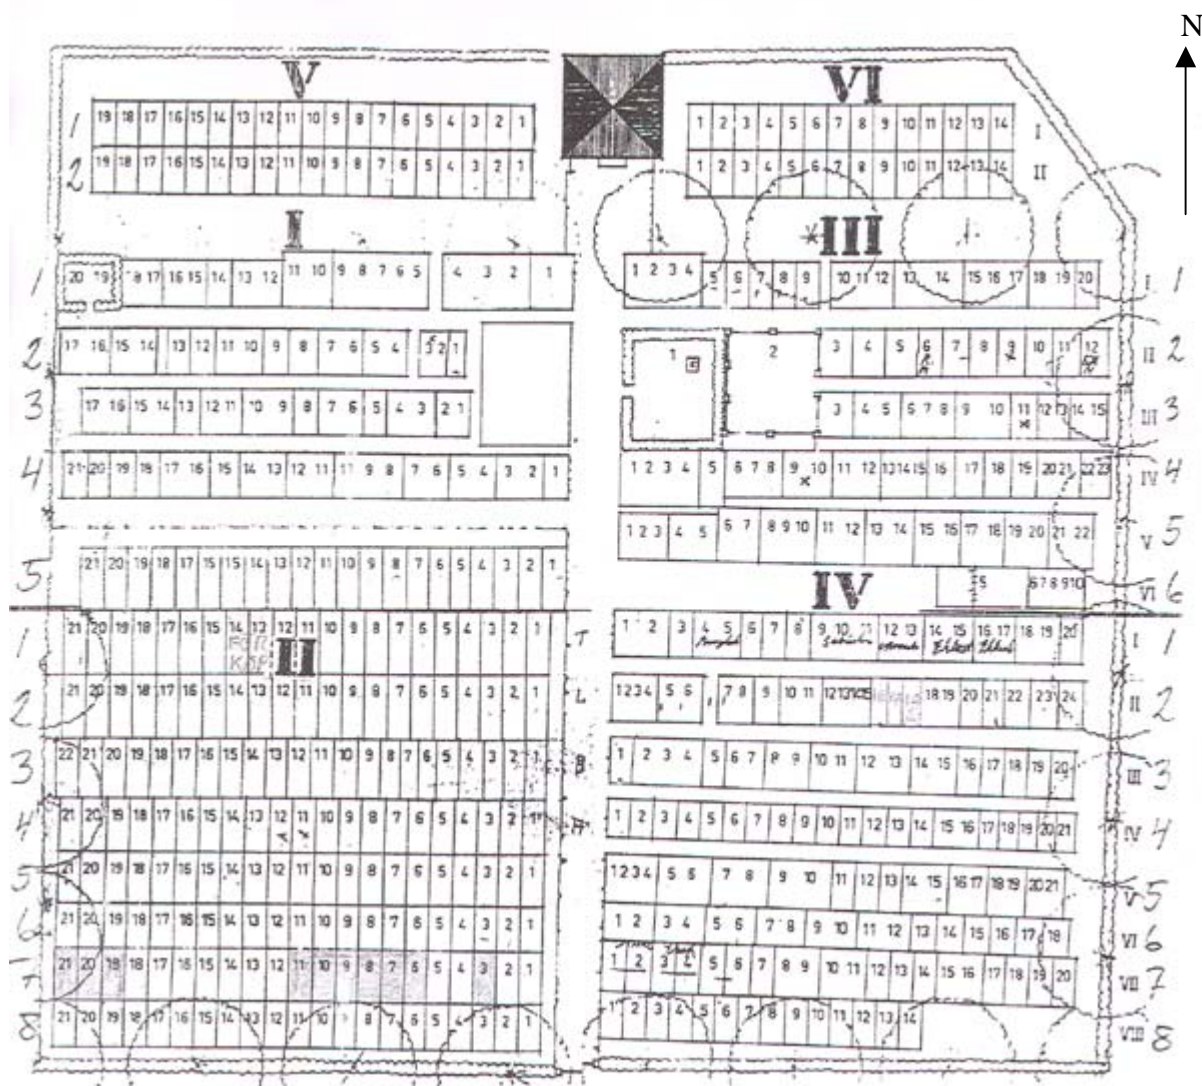 N
V
VI
1 19 18 17 16 15 14 13 12 11 10 9 8 7 6 5 4 3 2 1
1 2 3 4 5 6 7 8 9 10 11 12 13 14 I
2 19 18 17 16 15 14 13 12 11 10 9 8 7 6 5 4 3 2 1
1 2 3 4 5 6 7 8 9 10 11 12 13 14 II
I
III
1 20 19 18 17 16 15 14 13 12 11 10 9 8 7 6 5 4 3 2 1
1 2 3 4 5 6 7 8 9 10 11 12 13 14 15 16 17 18 19 20 I 1
2 17 16 15 14 13 12 11 10 9 8 7 6 5 4 3 2 1
1 2 3 4 5 6 7 8 9 10 11 12 II 2
3 17 16 15 14 13 12 11 10 9 8 7 6 5 4 3 2 1
3 4 5 6 7 8 9 10 11 12 13 14 15 III 3
4 21 20 19 18 17 16 15 14 13 12 11 11 9 8 7 6 5 4 3 2 1
1 2 3 4 5 6 7 8 9 10 11 12 13 14 15 16 17 18 19 20 21 22 23 IV 4
5 21 20 19 18 17 16 15 14 13 12 11 10 9 8 7 6 5 4 3 2 1
1 2 3 4 5 6 7 8 9 10 11 12 13 14 15 16 17 18 19 20 21 22 V 5
IV
5 6 7 8 9 10 VI 6
1 21 20 19 18 17 16 15 14 13 12 11 10 9 8 7 6 5 4 3 2 1 T
FÖR KÖP
II
1 2 3 4 5 6 7 8 9 10 11 12 13 14 15 16 17 18 19 20 I 1
2 21 20 19 18 17 16 15 14 13 12 11 10 9 8 7 6 5 4 3 2 1 L
1 2 3 4 5 6 7 8 9 10 11 12 13 14 15 18 19 20 21 22 23 24 II 2
3 22 21 20 19 18 17 16 15 14 13 12 11 10 9 8 7 6 5 4 3 2 1 B
1 2 3 4 5 6 7 8 9 10 11 12 13 14 15 16 17 18 19 20 III 3
4 21 20 19 18 17 16 15 14 13 12 11 10 9 8 7 6 5 4 3 2 1 H
1 2 3 4 5 6 7 8 9 10 11 12 13 14 15 16 17 18 19 20 21 IV 4
5 21 20 19 18 17 16 15 14 13 12 11 10 9 8 7 6 5 4 3 2 1
1 2 3 4 5 6 7 8 9 10 11 12 13 14 15 16 17 18 19 20 21 V 5
6 21 20 19 18 17 16 15 14 13 12 11 10 9 8 7 6 5 4 3 2 1
1 2 3 4 5 6 7 8 9 10 11 12 13 14 15 16 17 18 VI 6
7 21 20 19 18 17 16 15 14 13 12 11 10 9 8 7 6 5 4 3 2 1
1 2 3 4 5 6 7 8 9 10 11 12 13 14 15 16 17 18 19 20 VII 7
8 21 20 19 18 17 16 15 14 13 12 11 10 8 7 6 5 4 3 2 1
1 2 3 4 5 6 7 8 9 10 11 12 13 14 VIII 8